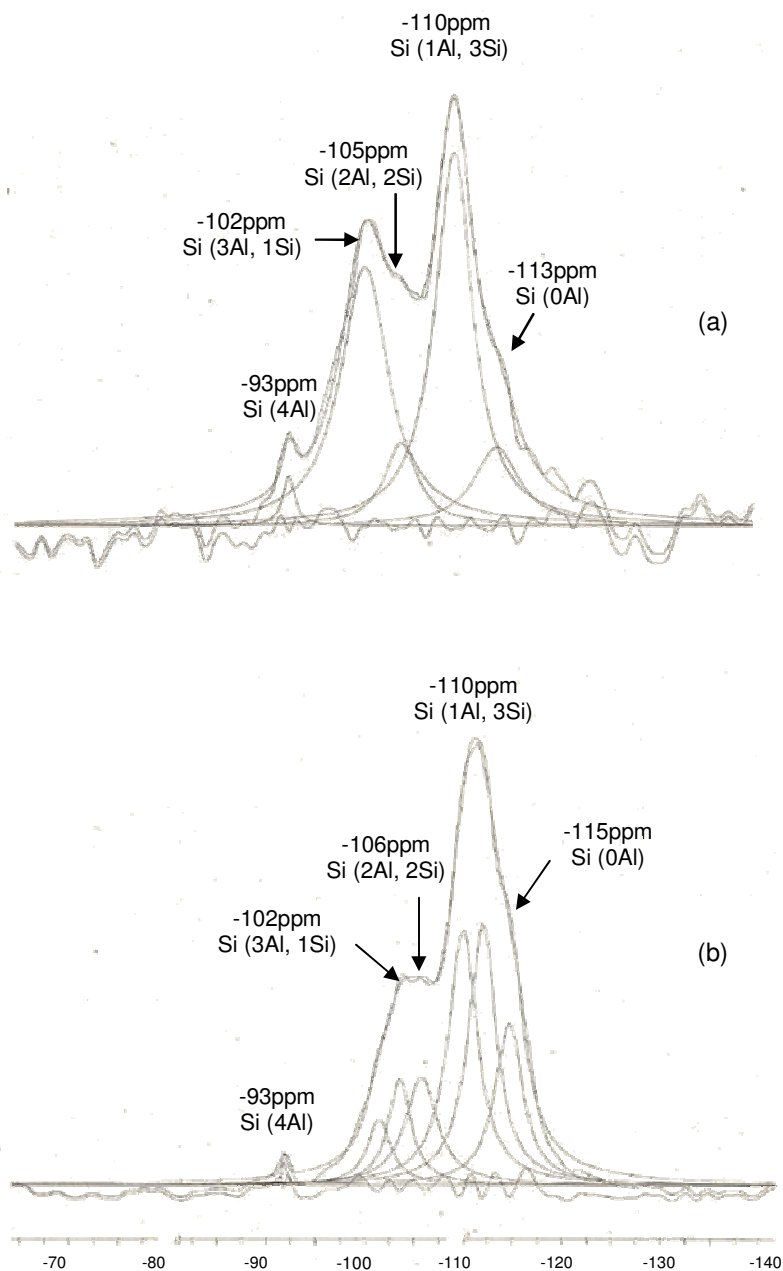 -110ppm
Si (1Al, 3Si)
-105ppm
Si (2Al, 2Si)
-102ppm
Si (3Al, 1Si)
-113ppm
Si (0Al)
(a)
-93ppm
Si (4Al)
-110ppm
Si (1Al, 3Si)
-115ppm
Si (0Al)
-106ppm
Si (2Al, 2Si)
-102ppm
Si (3Al, 1Si)
(b)
-93ppm
Si (4Al)
-70 -80 -90 -100 -110 -120 -130 -140